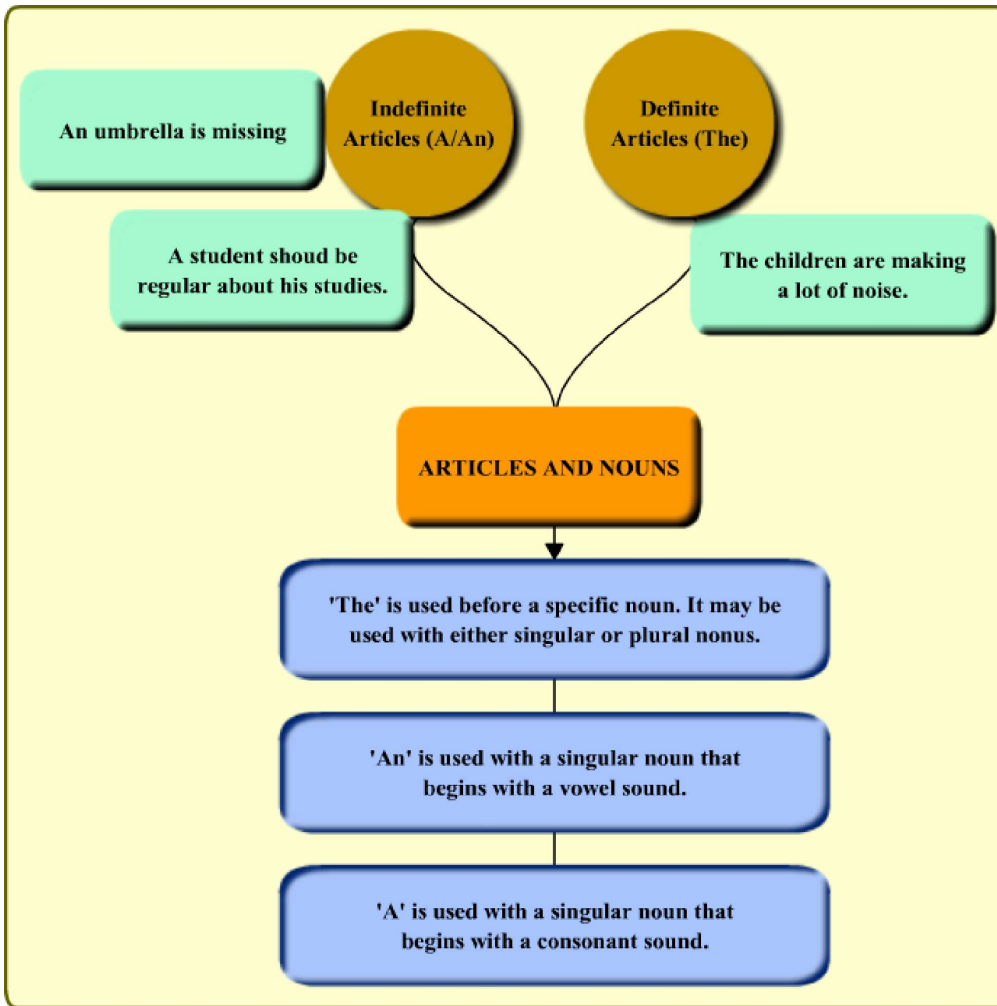 Indefinite
Articles (A/An)
Definite
Articles (The)
An umbrella is missing
A student shoud be
regular about his studies.
The children are making
a lot of noise.
ARTICLES AND NOUNS
'The' is used before a specific noun. It may be
used with either singular or plural nonus.
'An' is used with a singular noun that
begins with a vowel sound.
'A' is used with a singular noun that
begins with a consonant sound.